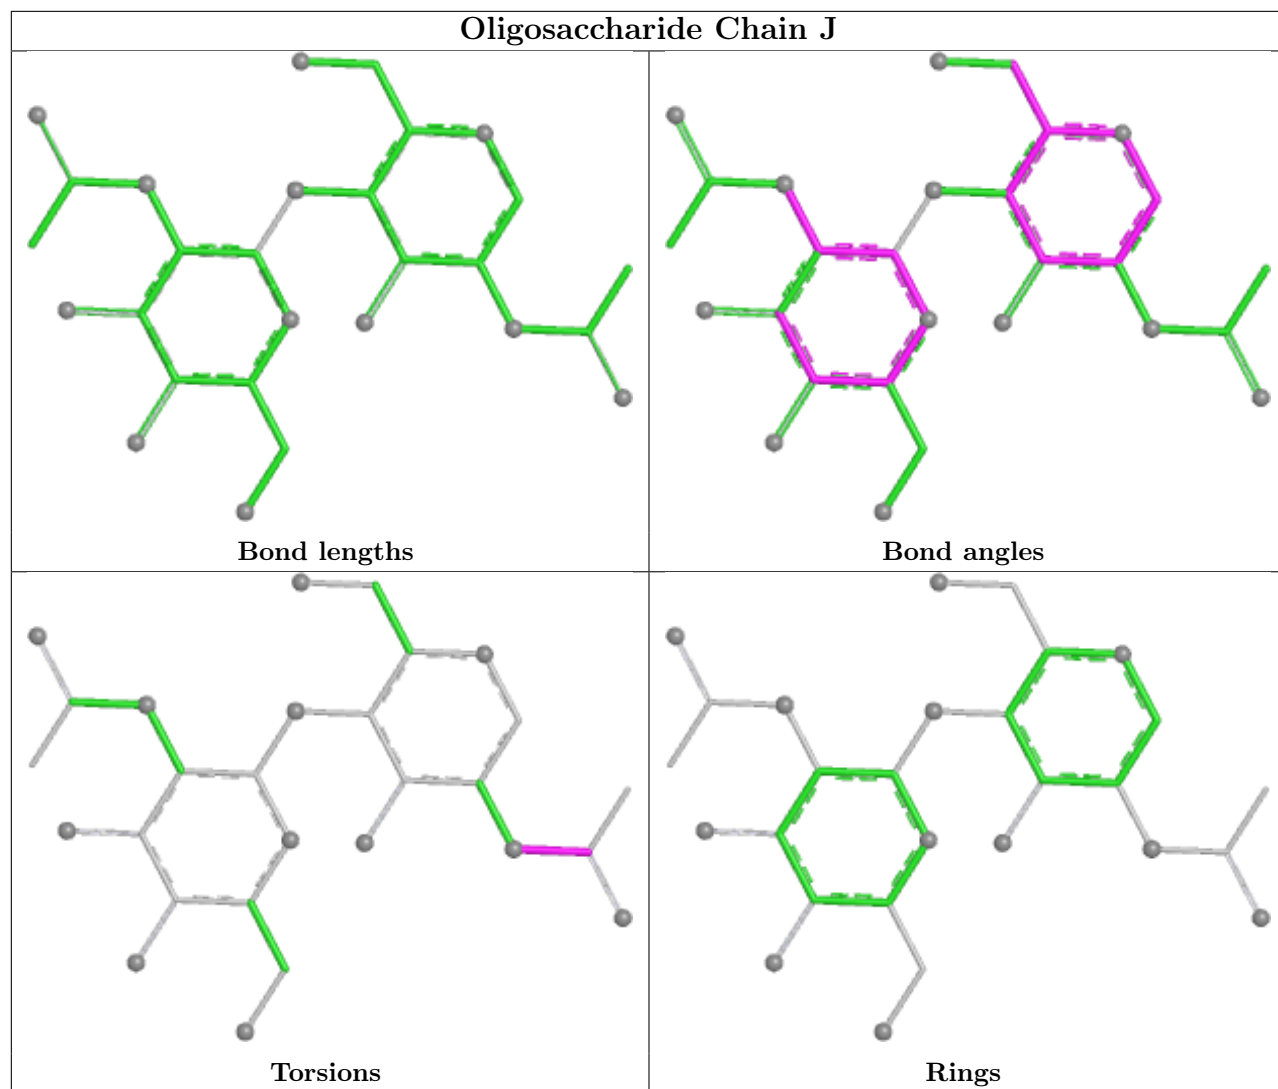 Oligosaccharide Chain J
Bond lengths
Bond angles
Torsions
Rings